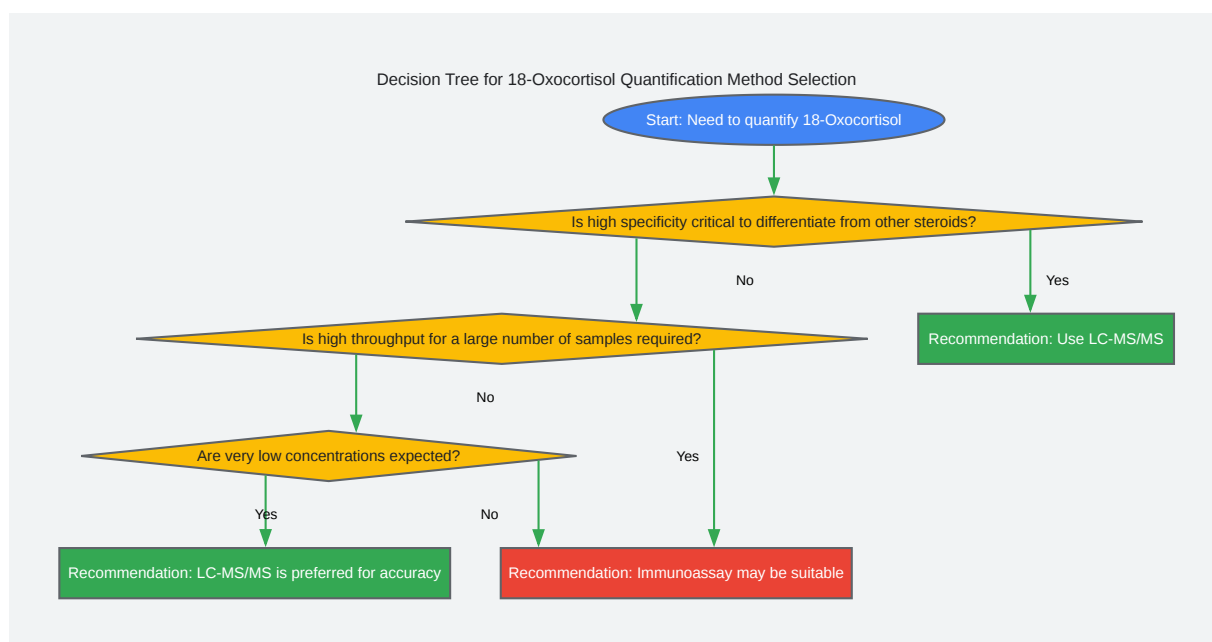 Decision Tree for 18-Oxocortisol Quantification Method Selection
Start: Need to quantify 18-Oxocortisol
Is high specificity critical to differentiate from other steroids?
No
Yes
Is high throughput for a large number of samples required?
Recommendation: Use LC-MS/MS
No
Are very low concentrations expected?
Yes
Yes
No
Recommendation: LC-MS/MS is preferred for accuracy
Recommendation: Immunoassay may be suitable